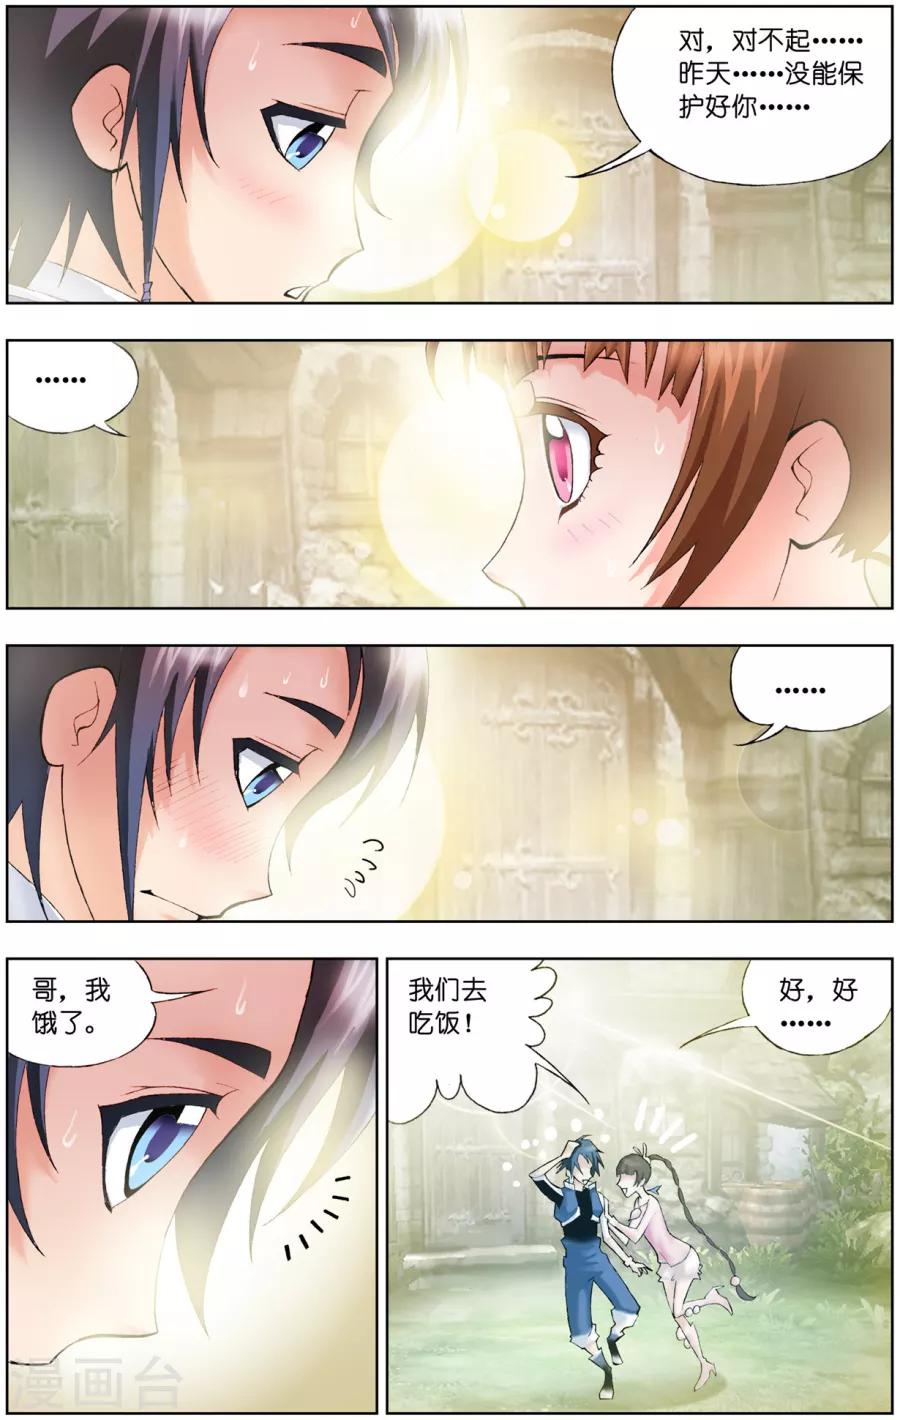 对，对不起……
昨天……没能保
护好你……
……
……
哥，我
饿了。
我们去
吃饭！
好，好
……
漫画台